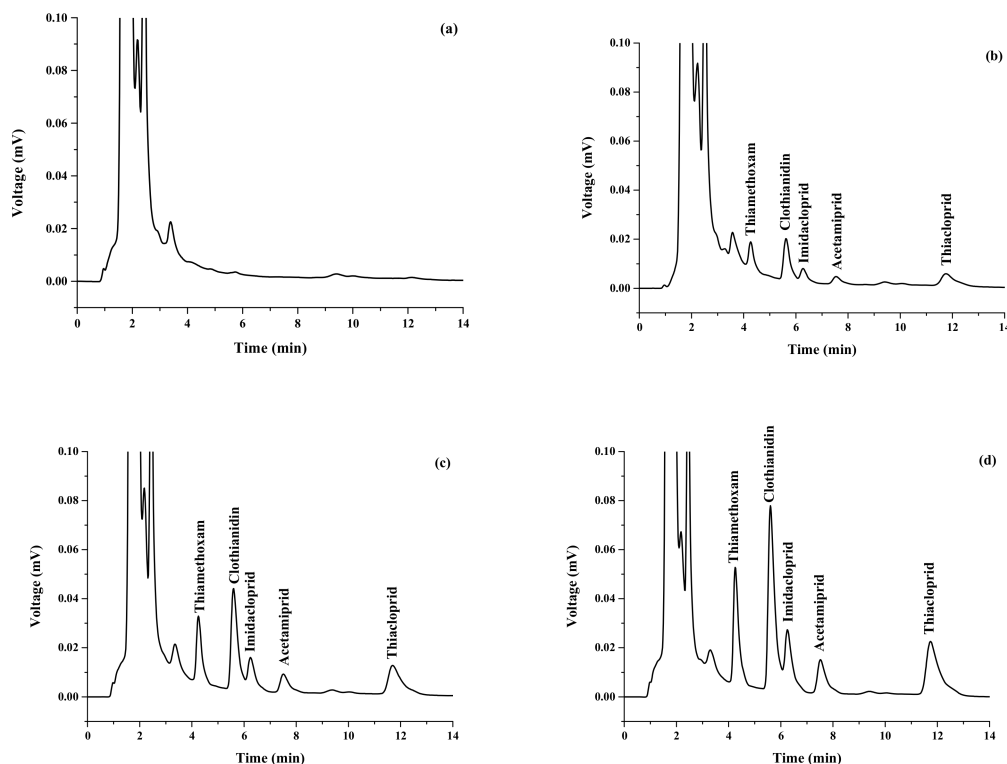 (a)
Voltage (mV)
0.10
0.08
0.06
0.04
0.02
0.00
0 2 4 6 8 10 12 14
Time (min)
(b)
Voltage (mV)
0.10
0.08
0.06
0.04
0.02
0.00
Thiamethoxam
Clothianidin
Imidacloprid
Acetamiprid
Thiacloprid
0 2 4 6 8 10 12 14
Time (min)
(c)
Voltage (mV)
0.10
0.08
0.06
0.04
0.02
0.00
Thiamethoxam
Clothianidin
Imidacloprid
Acetamiprid
Thiacloprid
0 2 4 6 8 10 12 14
Time (min)
(d)
Voltage (mV)
0.10
0.08
0.06
0.04
0.02
0.00
Thiamethoxam
Clothianidin
Imidacloprid
Acetamiprid
Thiacloprid
0 2 4 6 8 10 12 14
Time (min)